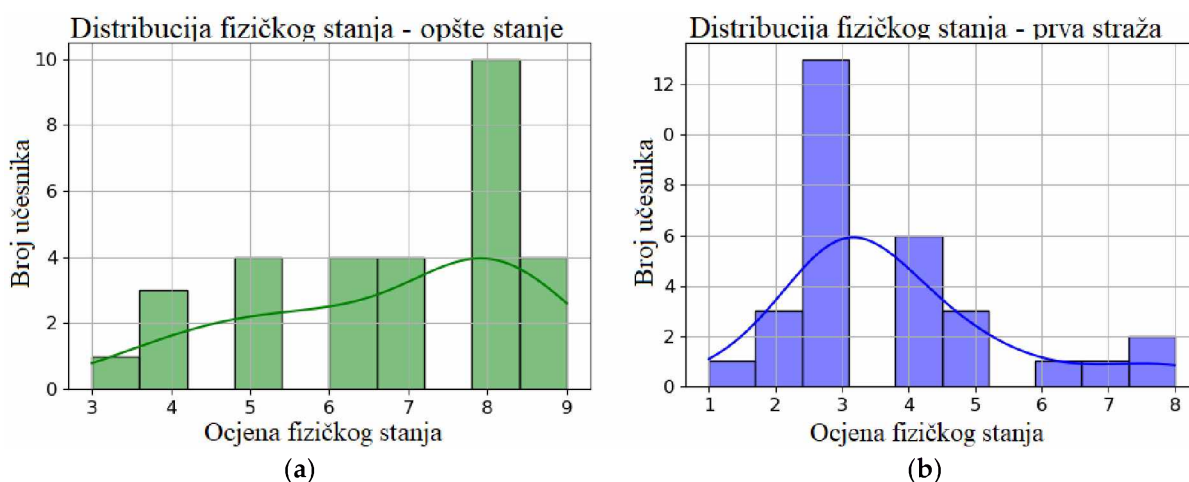 Distribucija fizičkog stanja - opšte stanje
10
8
6
4
2
0
Broj učesnika
3 4 5 6 7 8 9
Ocjena fizičkog stanja
(a)
Distribucija fizičkog stanja - prva straža
12
0
8
6
4
2
0
Broj učesnika
1 2 3 4 5 6 7 8
Ocjena fizičkog stanja
(b)